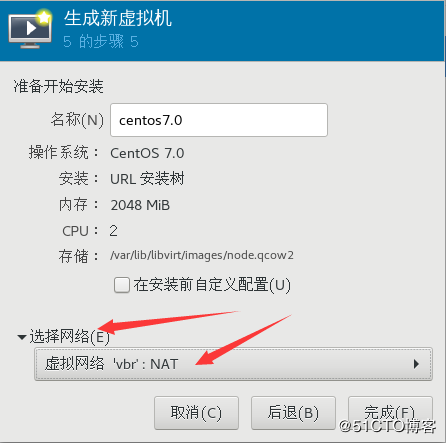 生成新虚拟机
5 的步骤 5
准备开始安装
名称(N) centos7.0
操作系统： CentOS 7.0
安装： URL 安装树
内存： 2048 MiB
CPU： 2
存储： /var/lib/libvirt/images/node.qcow2
在安装前自定义配置(U)
选择网络(E)
虚拟网络 'vbr' : NAT
取消(C) 后退(B) 完成(F)
@51CTO博客